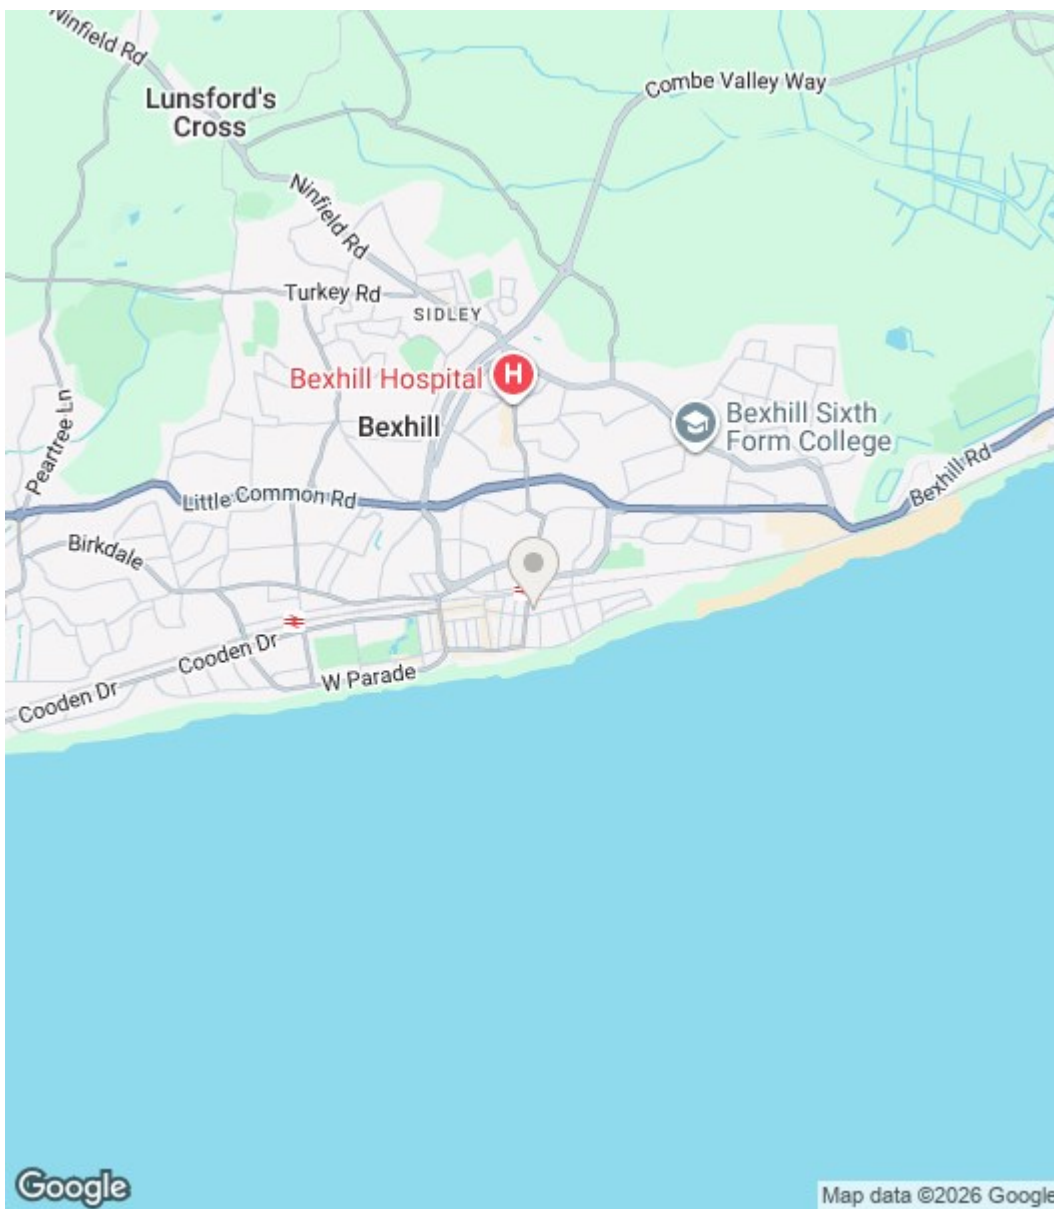 Ninfield Rd
Combe Valley Way
Lunsford's
Cross
Ninfield Rd
Turkey Rd
SIDLEY
Bexhill Hospital
H
Bexhill
Bexhill Sixth
Form College
Peartree Ln
Bexhill Rd
Little Common Rd
Birkdale
Cooden Dr
W Parade
Cooden Dr
Google
Map data ©2026 Google